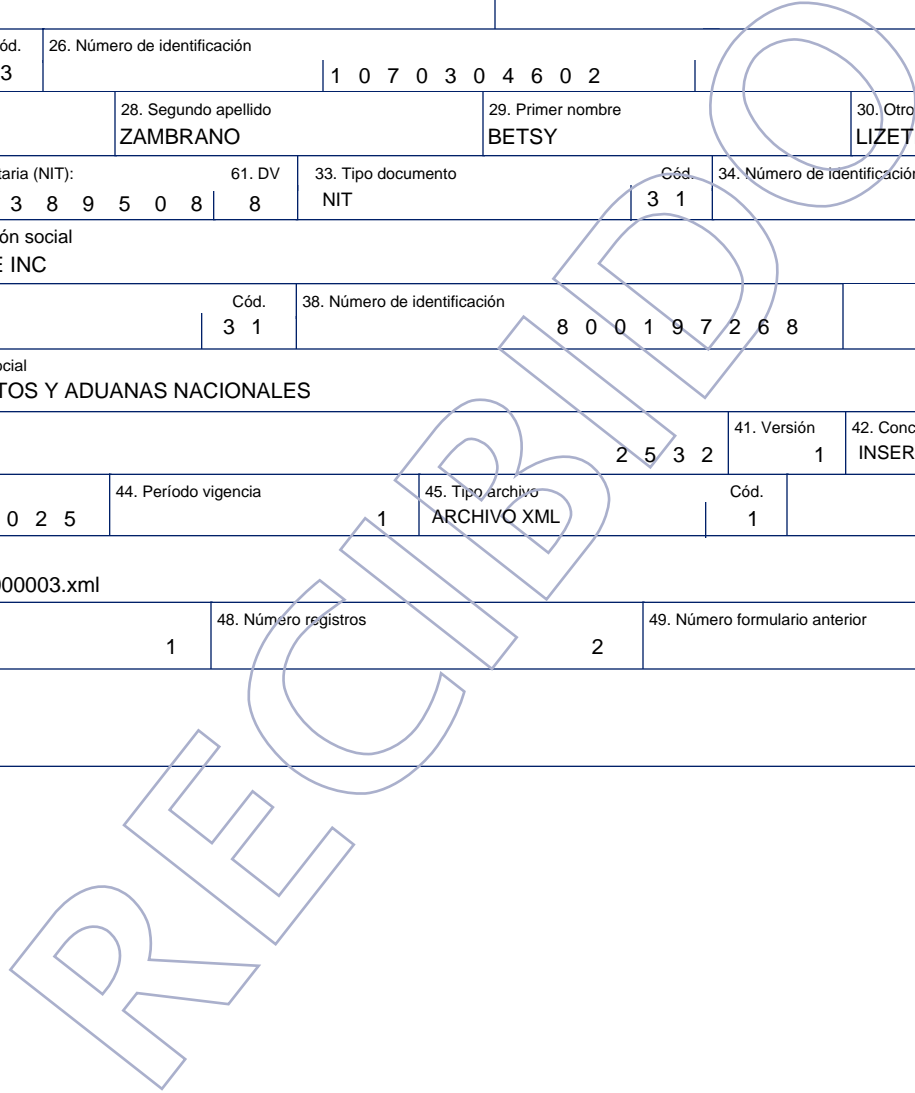 ód. 26. Número de identificación
3 1 0 7 0 3 0 4 6 0 2
28. Segundo apellido 29. Primer nombre 30. Otro
ZAMBRANO BETSY LIZET
taria (NIT): 61. DV 33. Tipo documento Cód. 34. Número de identificación
3 8 9 5 0 8 8 NIT 3 1
ón social
E INC
Cód. 38. Número de identificación
3 1 8 0 0 1 9 7 2 6 8
ocial
TOS Y ADUANAS NACIONALES
41. Versión 42. Conc
2 5 3 2 1 INSER
44. Período vigencia 45. Tipo archivo Cód.
0 2 5 1 ARCHIVO XML 1
000003.xml
48. Número registros 49. Número formulario anterior
1 2
RECIBIDO